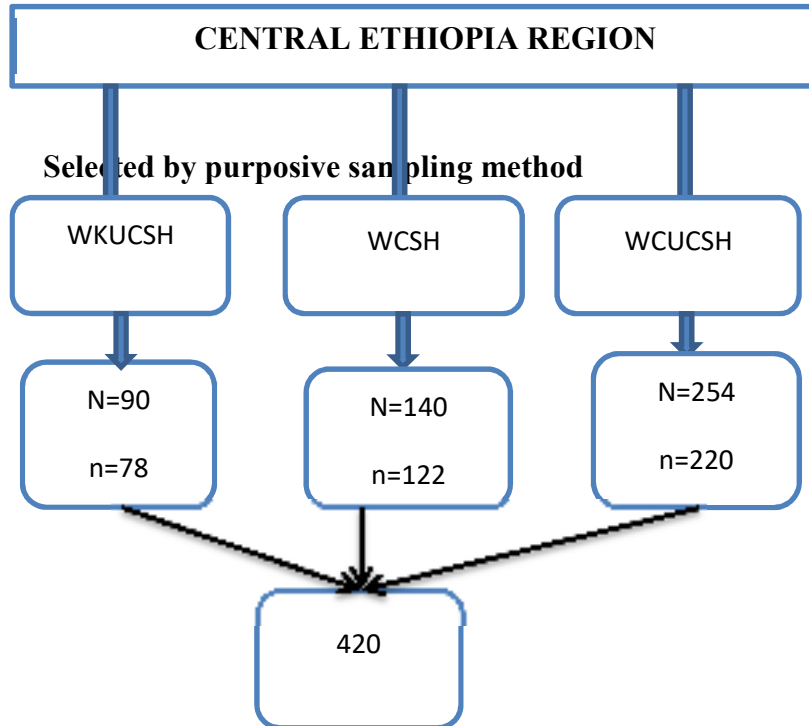 CENTRAL ETHIOPIA REGION
Selected by purposive sampling method
WKUCSH
WCSH
WCUCSH
N=90
n=78
N=140
n=122
N=254
n=220
420